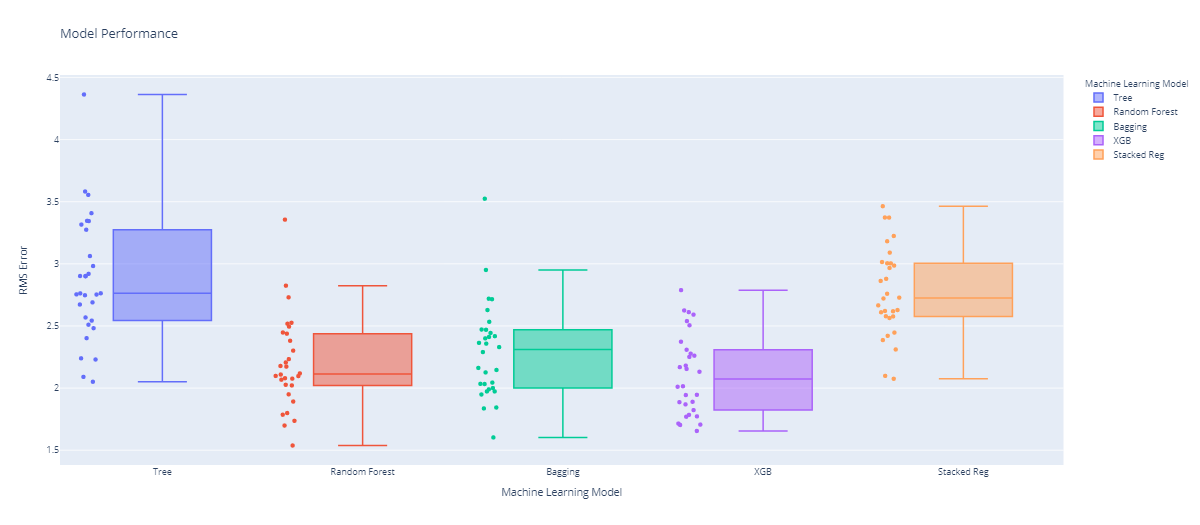 Model Performance
4.5
4
3.5
3
2.5
2
1.5
RMS Error
Tree
Random Forest
Bagging
XGB
Stacked Reg
Machine Learning Model
Machine Learning Model
Tree
Random Forest
Bagging
XGB
Stacked Reg